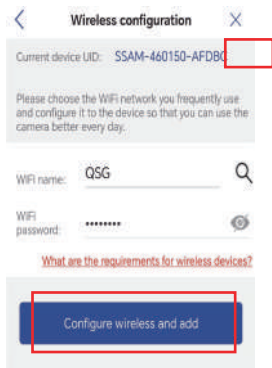 Wireless configuration
Current device UID: SSAM-460150-AFDBC
Please choose the WiFi network you frequently use
and configure it to the device so that you can use the
camera better every day.
WiFi name: QSG
WiFi
password: ••••••••
What are the requirements for wireless devices?
Configure wireless and add